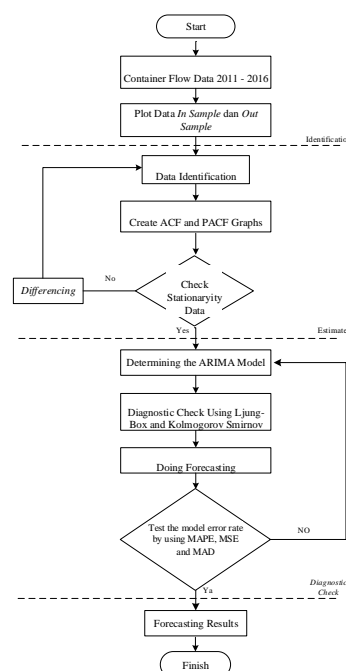 Start
Container Flow Data 2011 - 2016
Plot Data In Sample dan Out
Sample
Identification
Data Identification
Create ACF and PACF Graphs
No
Differencing
Check
Stationaryity
Data
Yes
Estimate
Determining the ARIMA Model
Diagnostic Check Using Ljung-
Box and Kolmogorov Smirnov
Doing Forecasting
Test the model error rate
by using MAPE, MSE
and MAD
NO
Ya
Diagnostic
Check
Forecasting Results
Finish